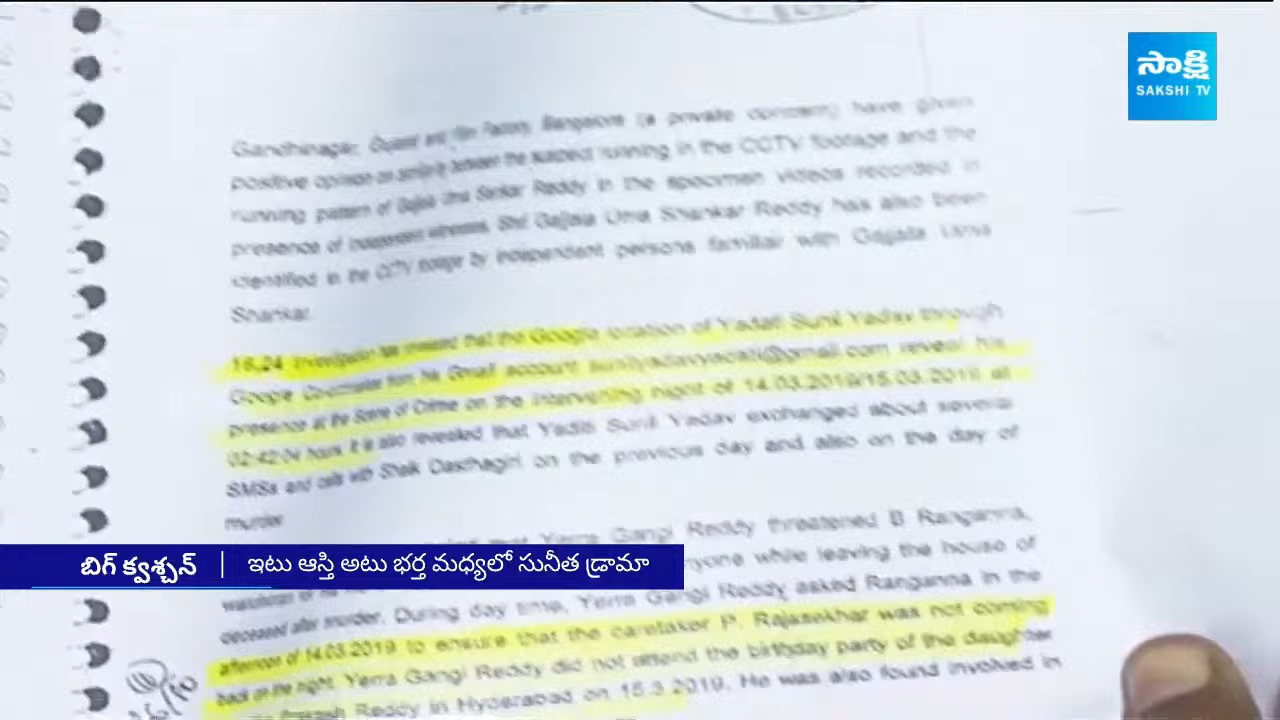 సాక్షి
SAKSHI TV
Gandhinagar, and Film Bangalore (a private concern) have given
positive opinion on similarity between the suspect running in the CCTV footage and the
running pattern of Gajjala Uma Sankar Reddy in the specimen videos recorded in
presence of independent witnesses. Shri Gajjala Uma Shankar Reddy has also been
identified in the CCTV footage by independent persons familiar with Gajjala Uma
Shankar.
16.24 Investigation has revealed that the Google location of Yadati Sunil Yadav through
Google from his Gmail account @gmail.com reveal his
presence at the Scene of Crime on the intervening night of 14.03.2019/15.03.2019 at
02:42:04 hours. It is also revealed that Yadati Sunil Yadav exchanged about several
SMSs and calls with Shaik Dasthagiri on the previous day and also on the day of
murder.
that Yerra Gangi Reddy threatened B Ranganna,
anyone while leaving the house of
deceased after murder. During day time, Yerra Gangi Reddy asked Ranganna in the
afternoon of 14.03.2019 to ensure that the caretaker P. Rajasekhar was not coming
back on the night. Yerra Gangi Reddy did not attend the birthday party of the daughter
Reddy in Hyderabad on 15.3.2019. He was also found involved in
బిగ్ క్వశ్చన్ | ఇటు ఆస్తి అటు భర్త మధ్యలో సునీత డ్రామా